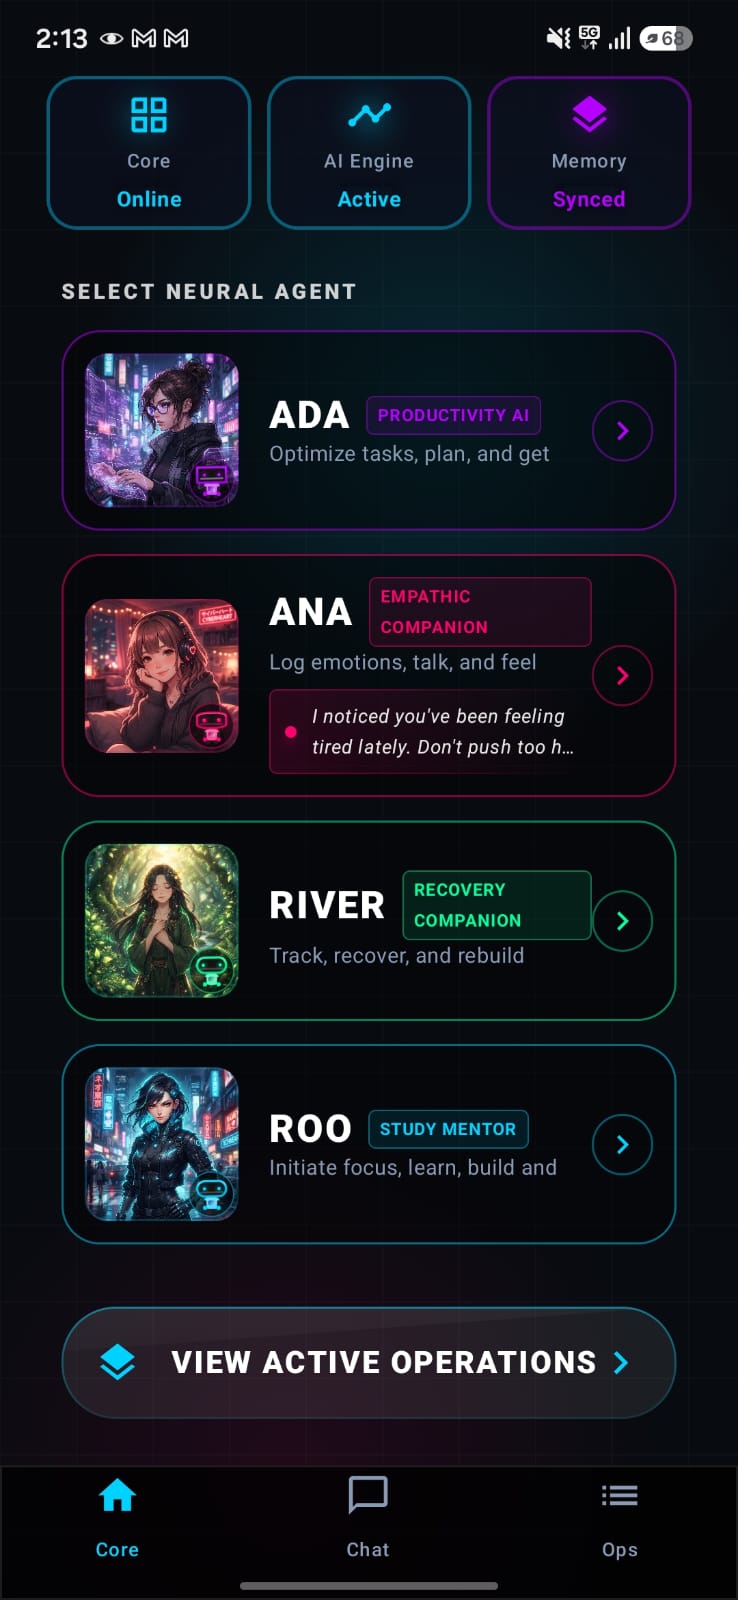 2:13
5G
68
Core
Online
AI Engine
Active
Memory
Synced
SELECT NEURAL AGENT
ADA
PRODUCTIVITY AI
Optimize tasks, plan, and get
ANA
EMPATHIC
COMPANION
Log emotions, talk, and feel
I noticed you've been feeling
tired lately. Don't push too h...
RIVER
RECOVERY
COMPANION
Track, recover, and rebuild
ROO
STUDY MENTOR
Initiate focus, learn, build and
VIEW ACTIVE OPERATIONS
Core
Chat
Ops